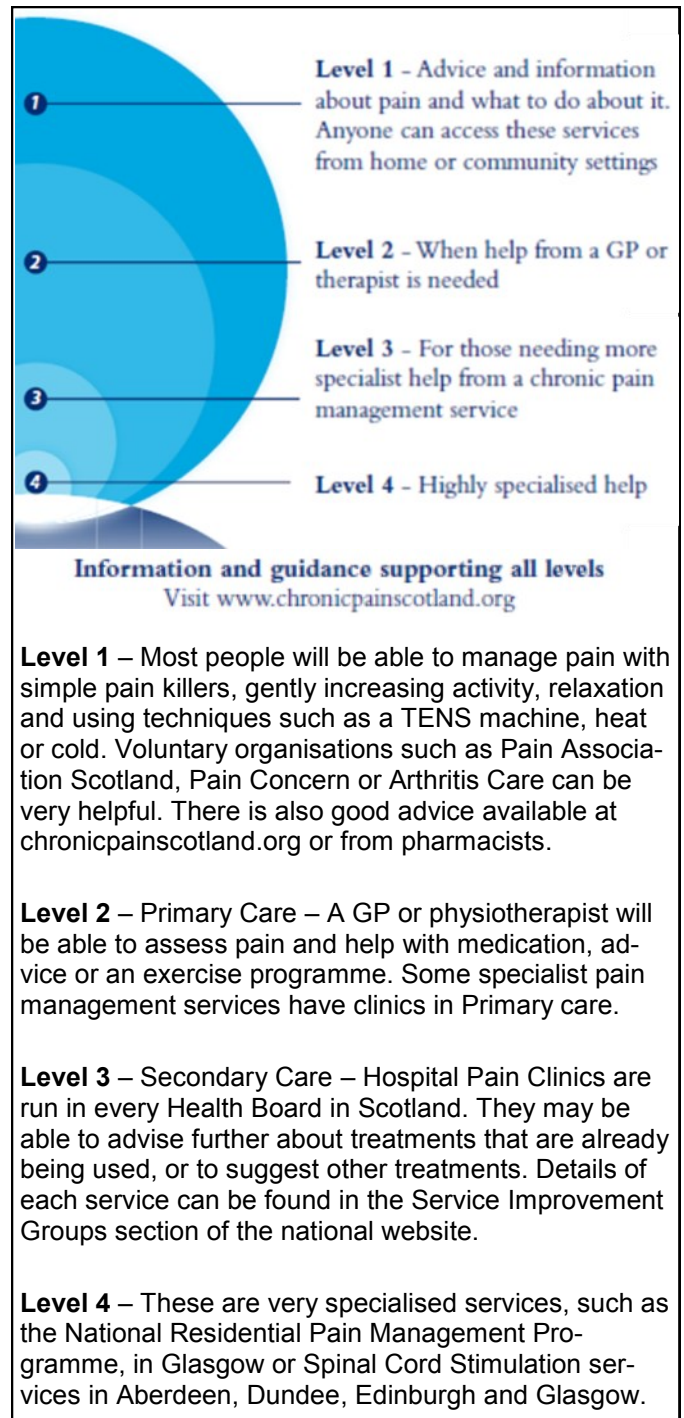 1
Level 1 - Advice and information
about pain and what to do about it.
Anyone can access these services
from home or community settings
2
Level 2 - When help from a GP or
therapist is needed
3
Level 3 - For those needing more
specialist help from a chronic pain
management service
4
Level 4 - Highly specialised help
Information and guidance supporting all levels
Visit www.chronicpainscotland.org
Level 1 – Most people will be able to manage pain with
simple pain killers, gently increasing activity, relaxation
and using techniques such as a TENS machine, heat
or cold. Voluntary organisations such as Pain Associa-
tion Scotland, Pain Concern or Arthritis Care can be
very helpful. There is also good advice available at
chronicpainscotland.org or from pharmacists.
Level 2 – Primary Care – A GP or physiotherapist will
be able to assess pain and help with medication, ad-
vice or an exercise programme. Some specialist pain
management services have clinics in Primary care.
Level 3 – Secondary Care – Hospital Pain Clinics are
run in every Health Board in Scotland. They may be
able to advise further about treatments that are already
being used, or to suggest other treatments. Details of
each service can be found in the Service Improvement
Groups section of the national website.
Level 4 – These are very specialised services, such as
the National Residential Pain Management Pro-
gramme, in Glasgow or Spinal Cord Stimulation ser-
vices in Aberdeen, Dundee, Edinburgh and Glasgow.